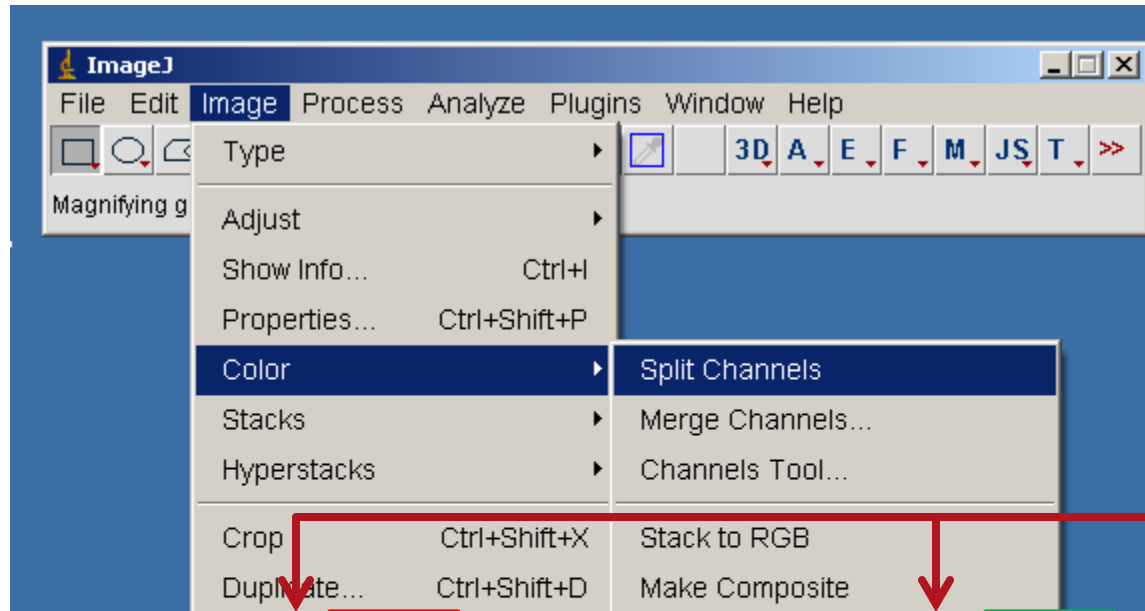 ImageJ
File Edit Image Process Analyze Plugins Window Help
3D A E F M JS T >>
Magnifying g
Type
Adjust
Show Info... Ctrl+I
Properties... Ctrl+Shift+P
Color
Stacks
Hyperstacks
Crop Ctrl+Shift+X
Duplicate... Ctrl+Shift+D
Split Channels
Merge Channels...
Channels Tool...
Stack to RGB
Make Composite